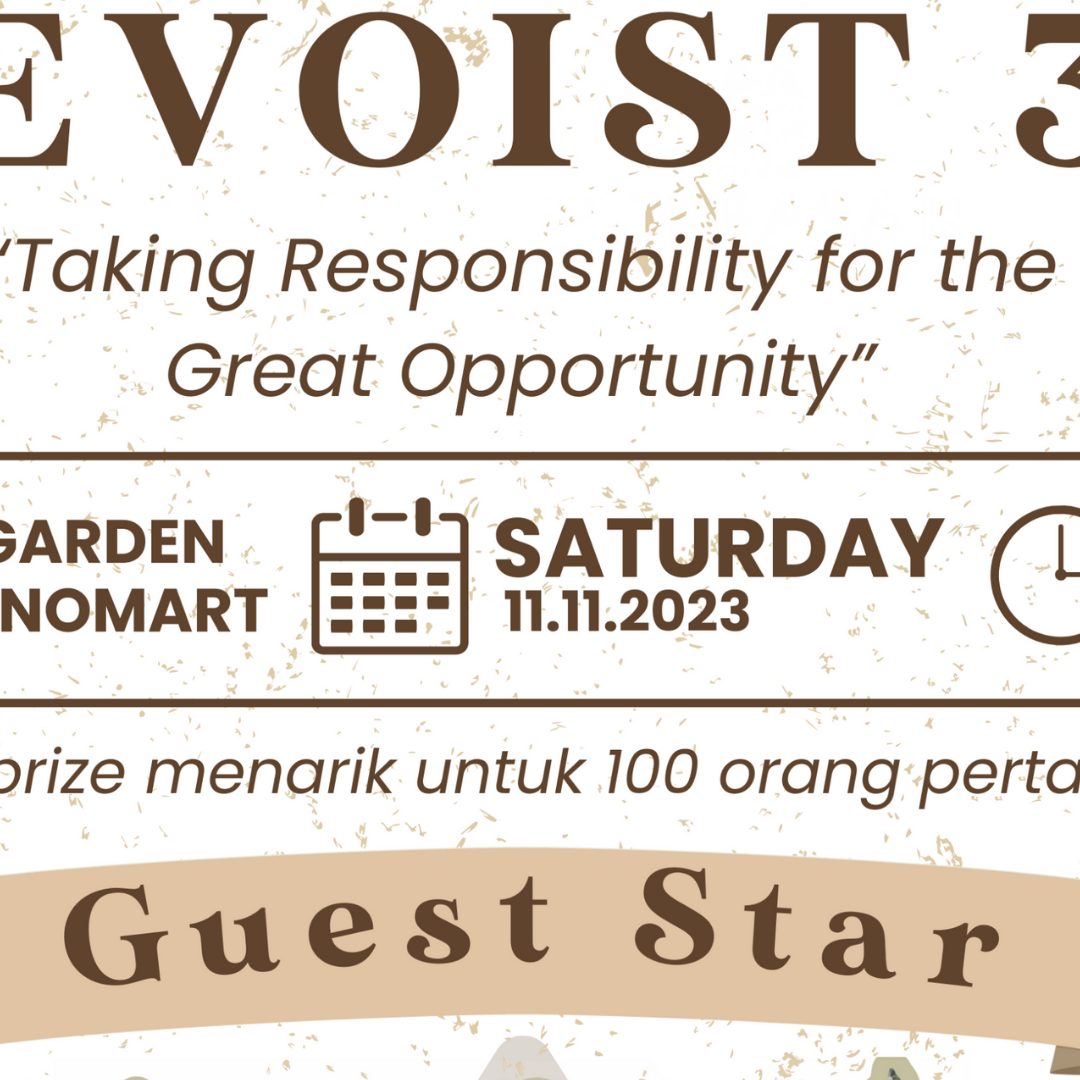 EVOIST 3
“Taking Responsibility for the
Great Opportunity”
GARDEN
NOMART
SATURDAY
11.11.2023
prize menarik untuk 100 orang perta
Guest Star